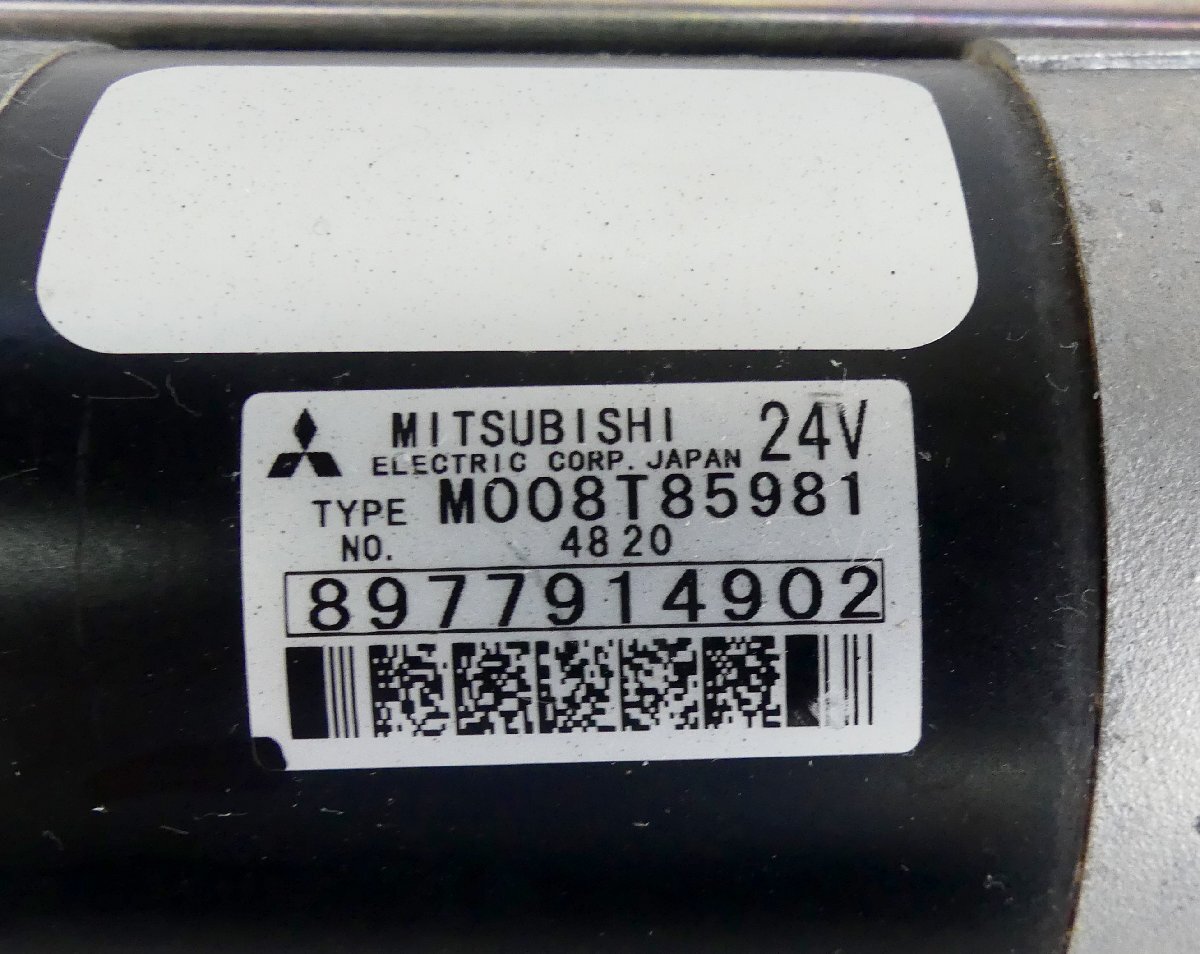 MITSUBISHI 24V
ELECTRIC CORP. JAPAN
TYPE M008T85981
NO. 4820
8977914902